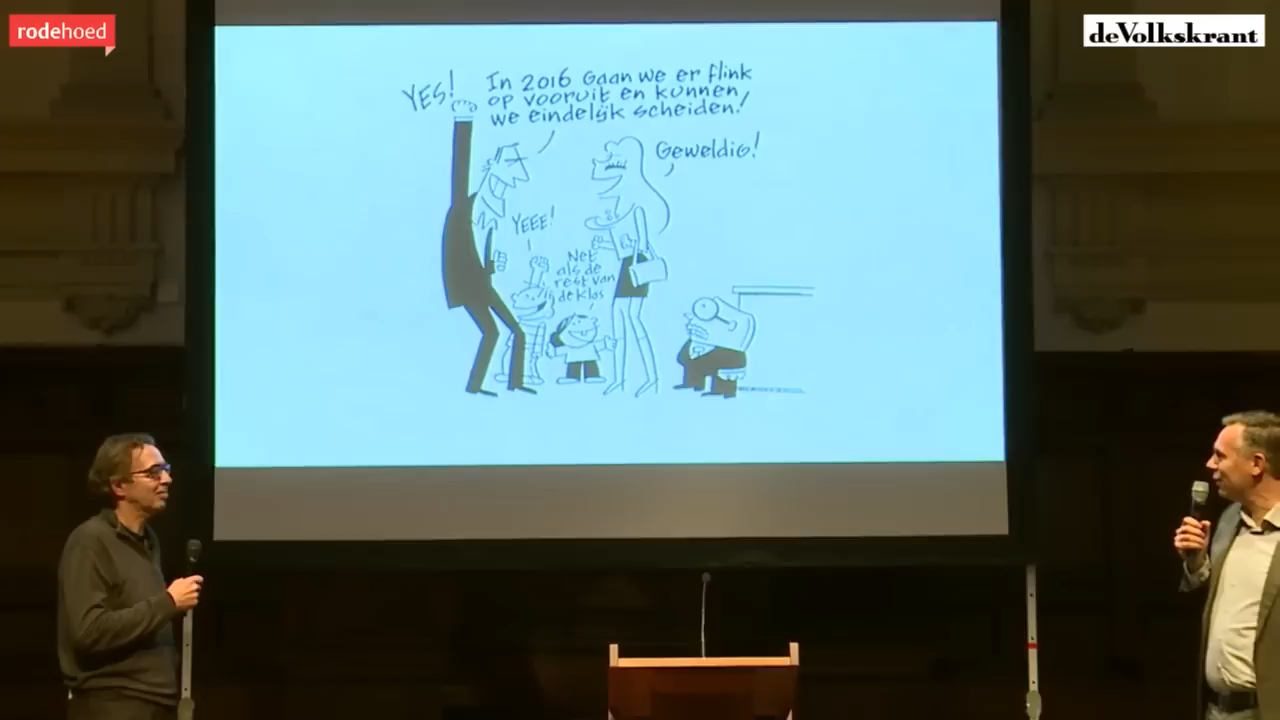 rodehoed
deVolkskrant
YES!
In 2016 Gaan we er flink
op vooruit en kunnen
we eindelijk scheiden!
Geweldig!
YEEE!
Net
als de
rest van
de klas